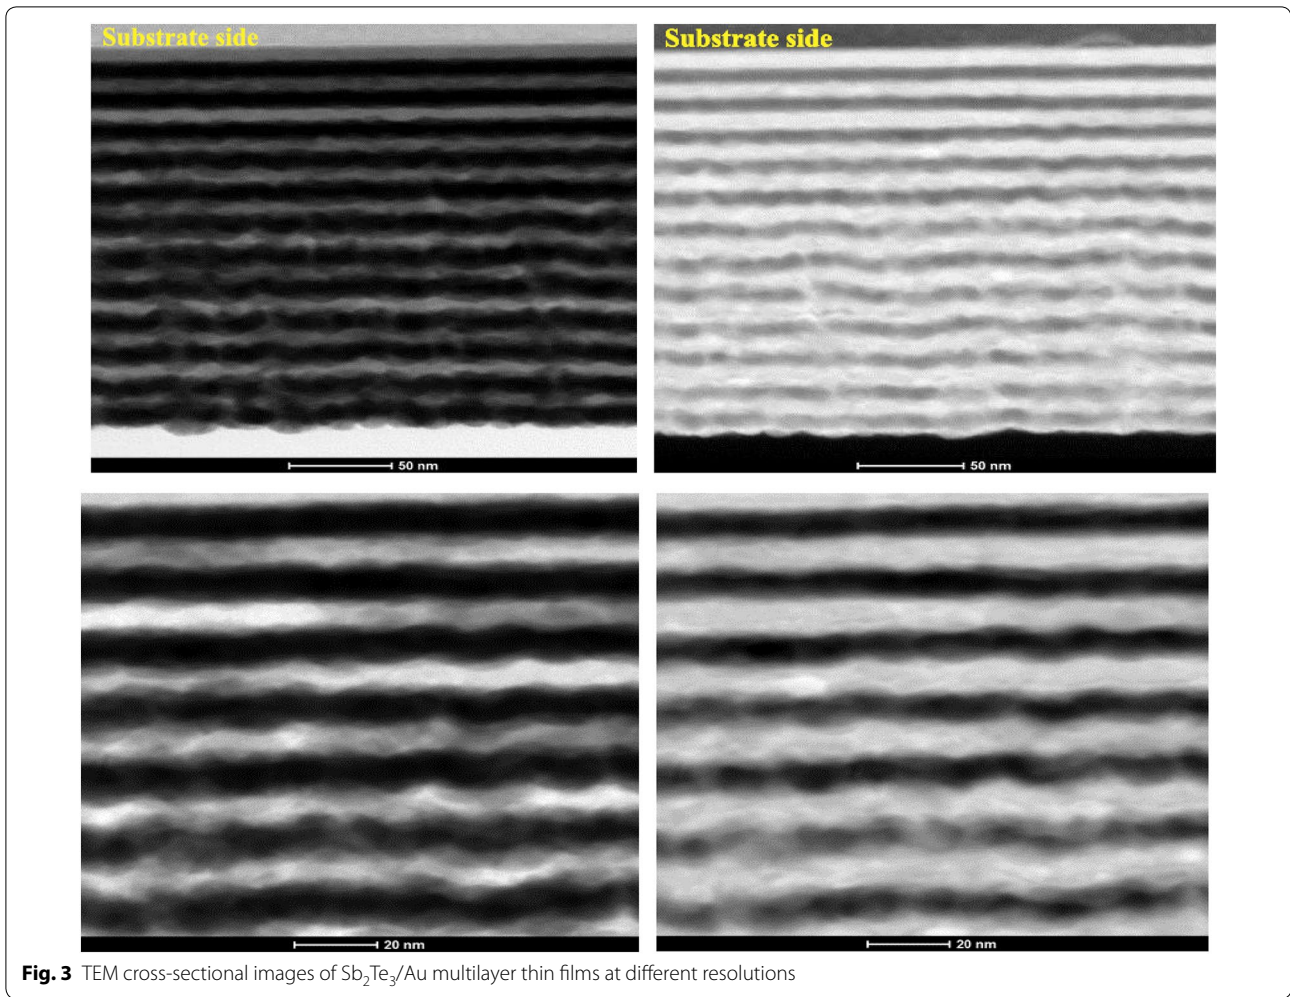 Substrate side
Substrate side
50 nm
50 nm
20 nm
20 nm
Fig. 3 TEM cross-sectional images of Sb₂Te₃/Au multilayer thin films at different resolutions